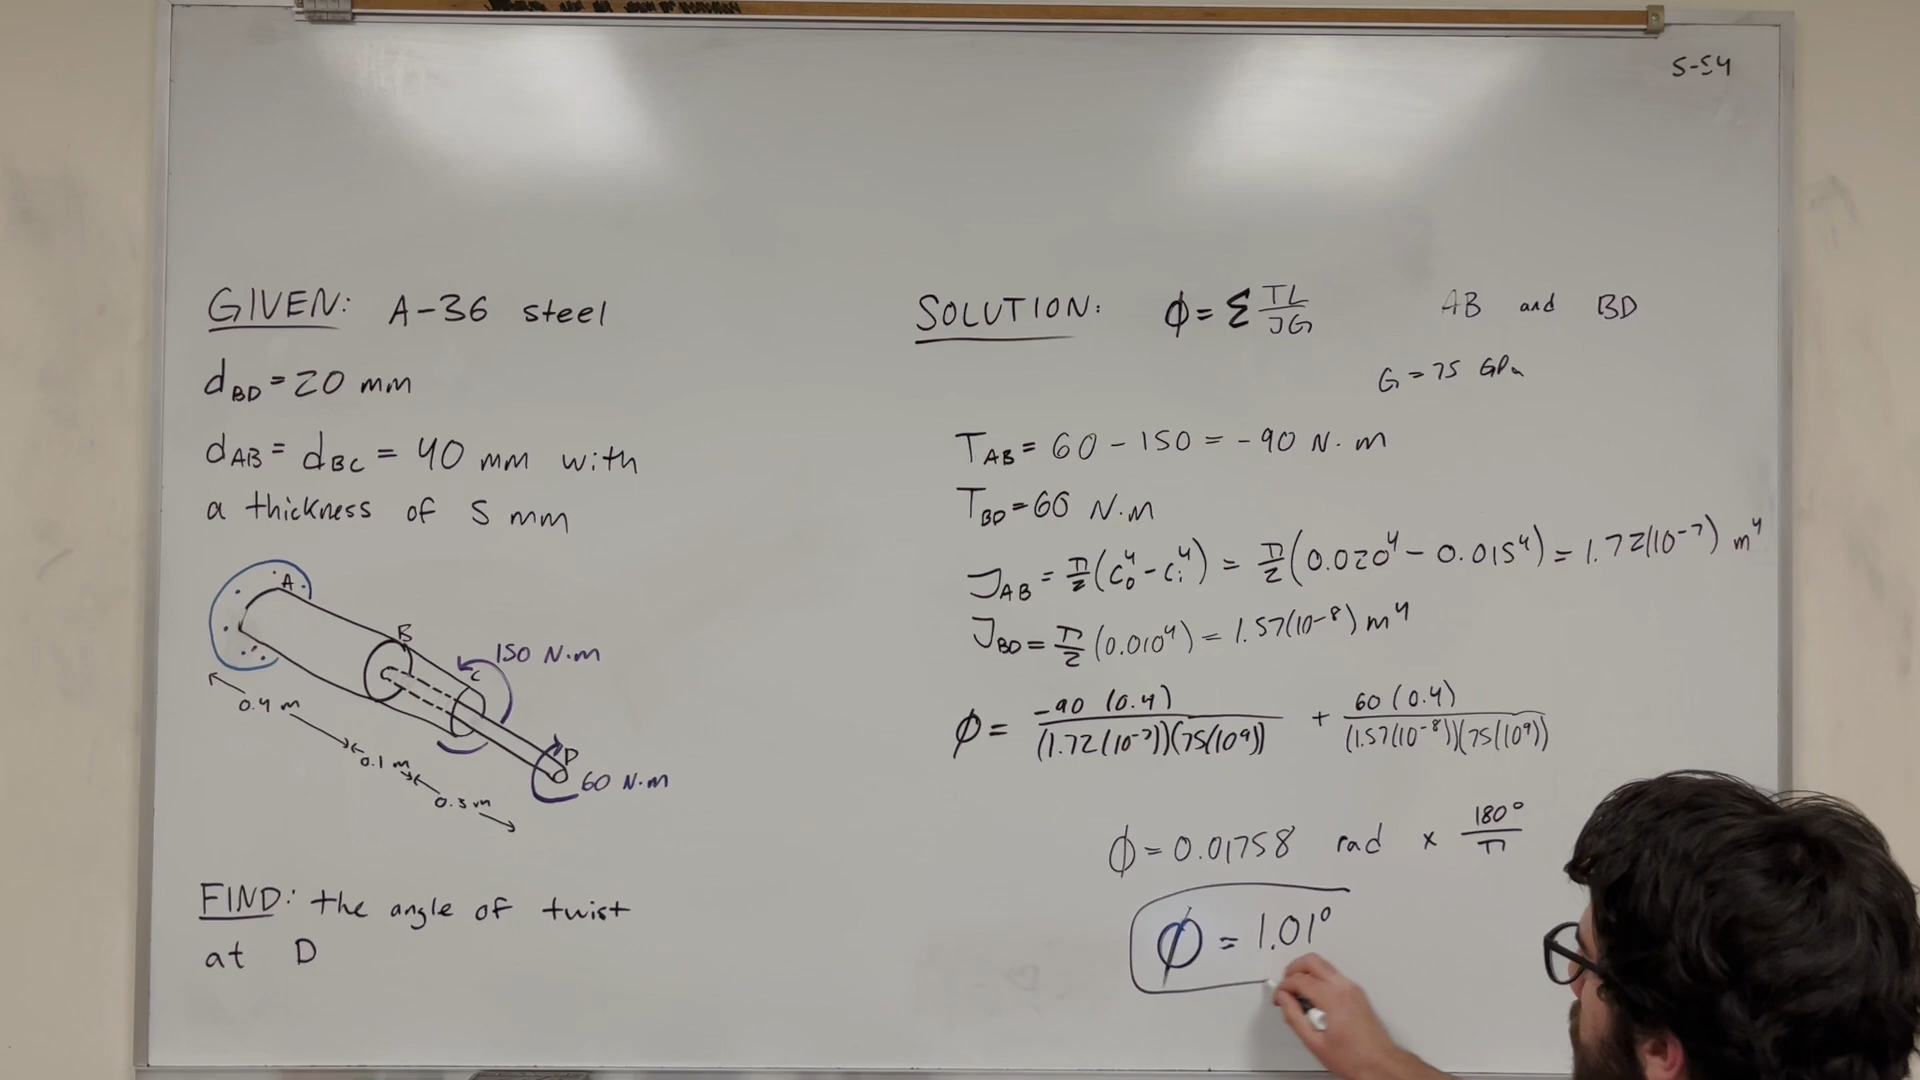 5-54
GIVEN: A-36 steel
d_BD = 20 mm
d_AB = d_BC = 40 mm with
a thickness of 5 mm
A
B
150 N·m
C
0.4 m
0.1 m
0.3 m
D
60 N·m
FIND: the angle of twist
at D
SOLUTION: ϕ = Σ TL/JG AB and BD
G = 75 GPa
T_AB = 60 - 150 = -90 N·m
T_BD = 60 N·m
J_AB = π/2 (c_o^4 - c_i^4) = π/2 (0.020^4 - 0.015^4) = 1.72(10^-7) m^4
J_BD = π/2 (0.010^4) = 1.57(10^-8) m^4
ϕ = -90 (0.4) / (1.72(10^-7))(75(10^9)) + 60 (0.4) / (1.57(10^-8))(75(10^9))
ϕ = 0.01758 rad x 180°/π
ϕ = 1.01°